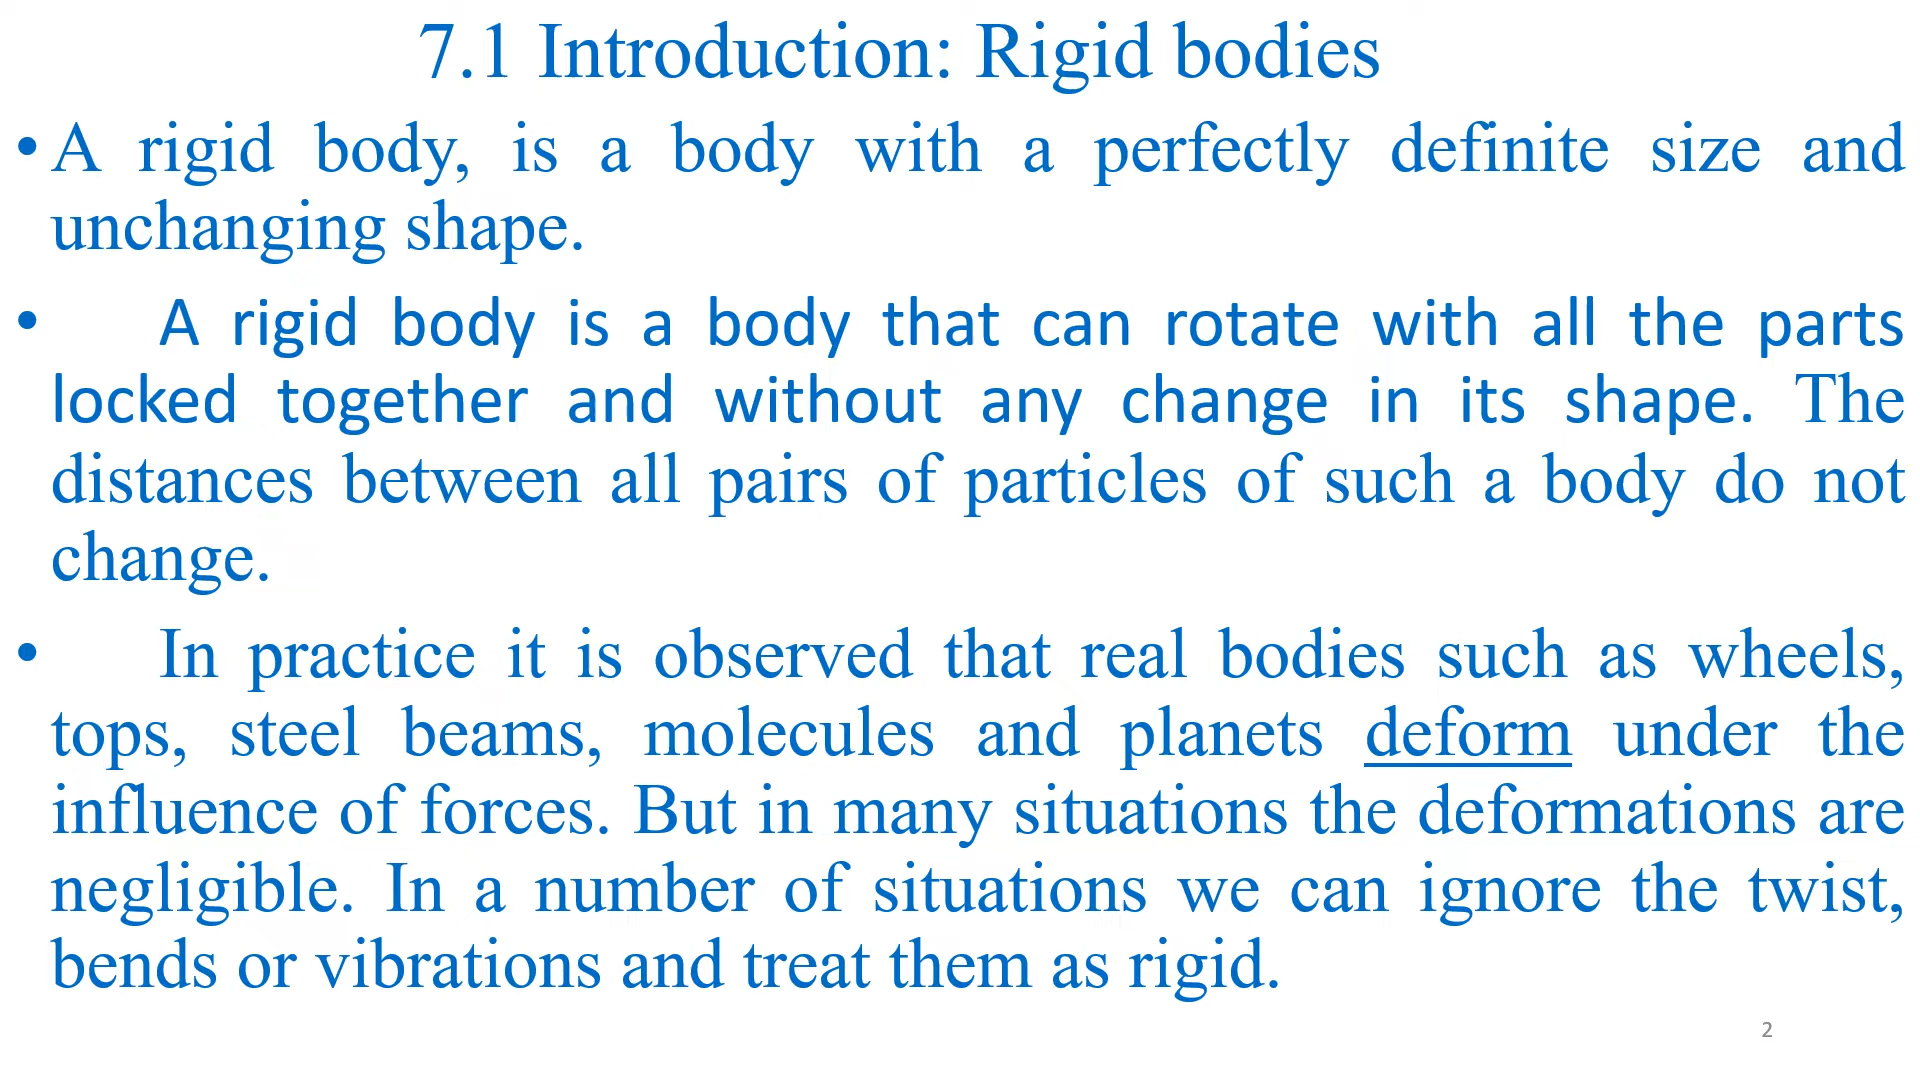 7.1 Introduction: Rigid bodies
• A rigid body, is a body with a perfectly definite size and
unchanging shape.
• A rigid body is a body that can rotate with all the parts
locked together and without any change in its shape. The
distances between all pairs of particles of such a body do not
change.
• In practice it is observed that real bodies such as wheels,
tops, steel beams, molecules and planets deform under the
influence of forces. But in many situations the deformations are
negligible. In a number of situations we can ignore the twist,
bends or vibrations and treat them as rigid.
2